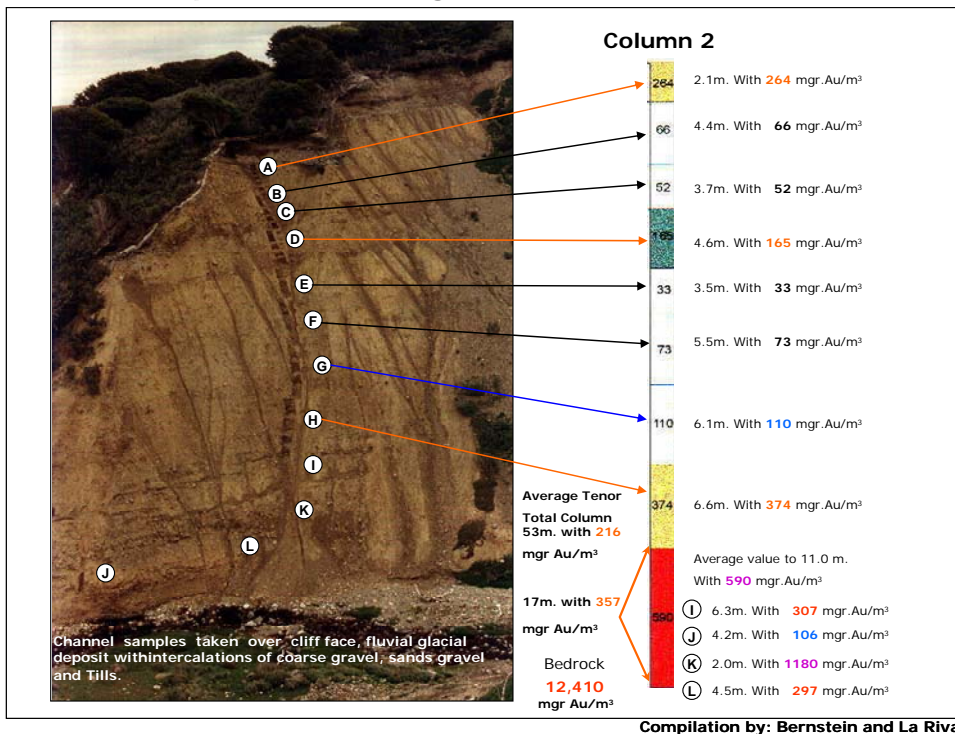 Column 2
264
2.1m. With 264 mgr.Au/m³
66
4.4m. With 66 mgr.Au/m³
52
3.7m. With 52 mgr.Au/m³
165
4.6m. With 165 mgr.Au/m³
33
3.5m. With 33 mgr.Au/m³
73
5.5m. With 73 mgr.Au/m³
110
6.1m. With 110 mgr.Au/m³
374
6.6m. With 374 mgr.Au/m³
590
Average value to 11.0 m.
With 590 mgr.Au/m³
I 6.3m. With 307 mgr.Au/m³
J 4.2m. With 106 mgr.Au/m³
K 2.0m. With 1180 mgr.Au/m³
L 4.5m. With 297 mgr.Au/m³
A
B
C
D
E
F
G
H
I
K
L
J
Average Tenor
Total Column
53m. with 216
mgr Au/m³
17m. with 357
mgr Au/m³
Bedrock
12,410
mgr Au/m³
Channel samples taken over cliff face, fluvial glacial
deposit withintercalations of coarse gravel, sands gravel
and Tills.
Compilation by: Bernstein and La Riva